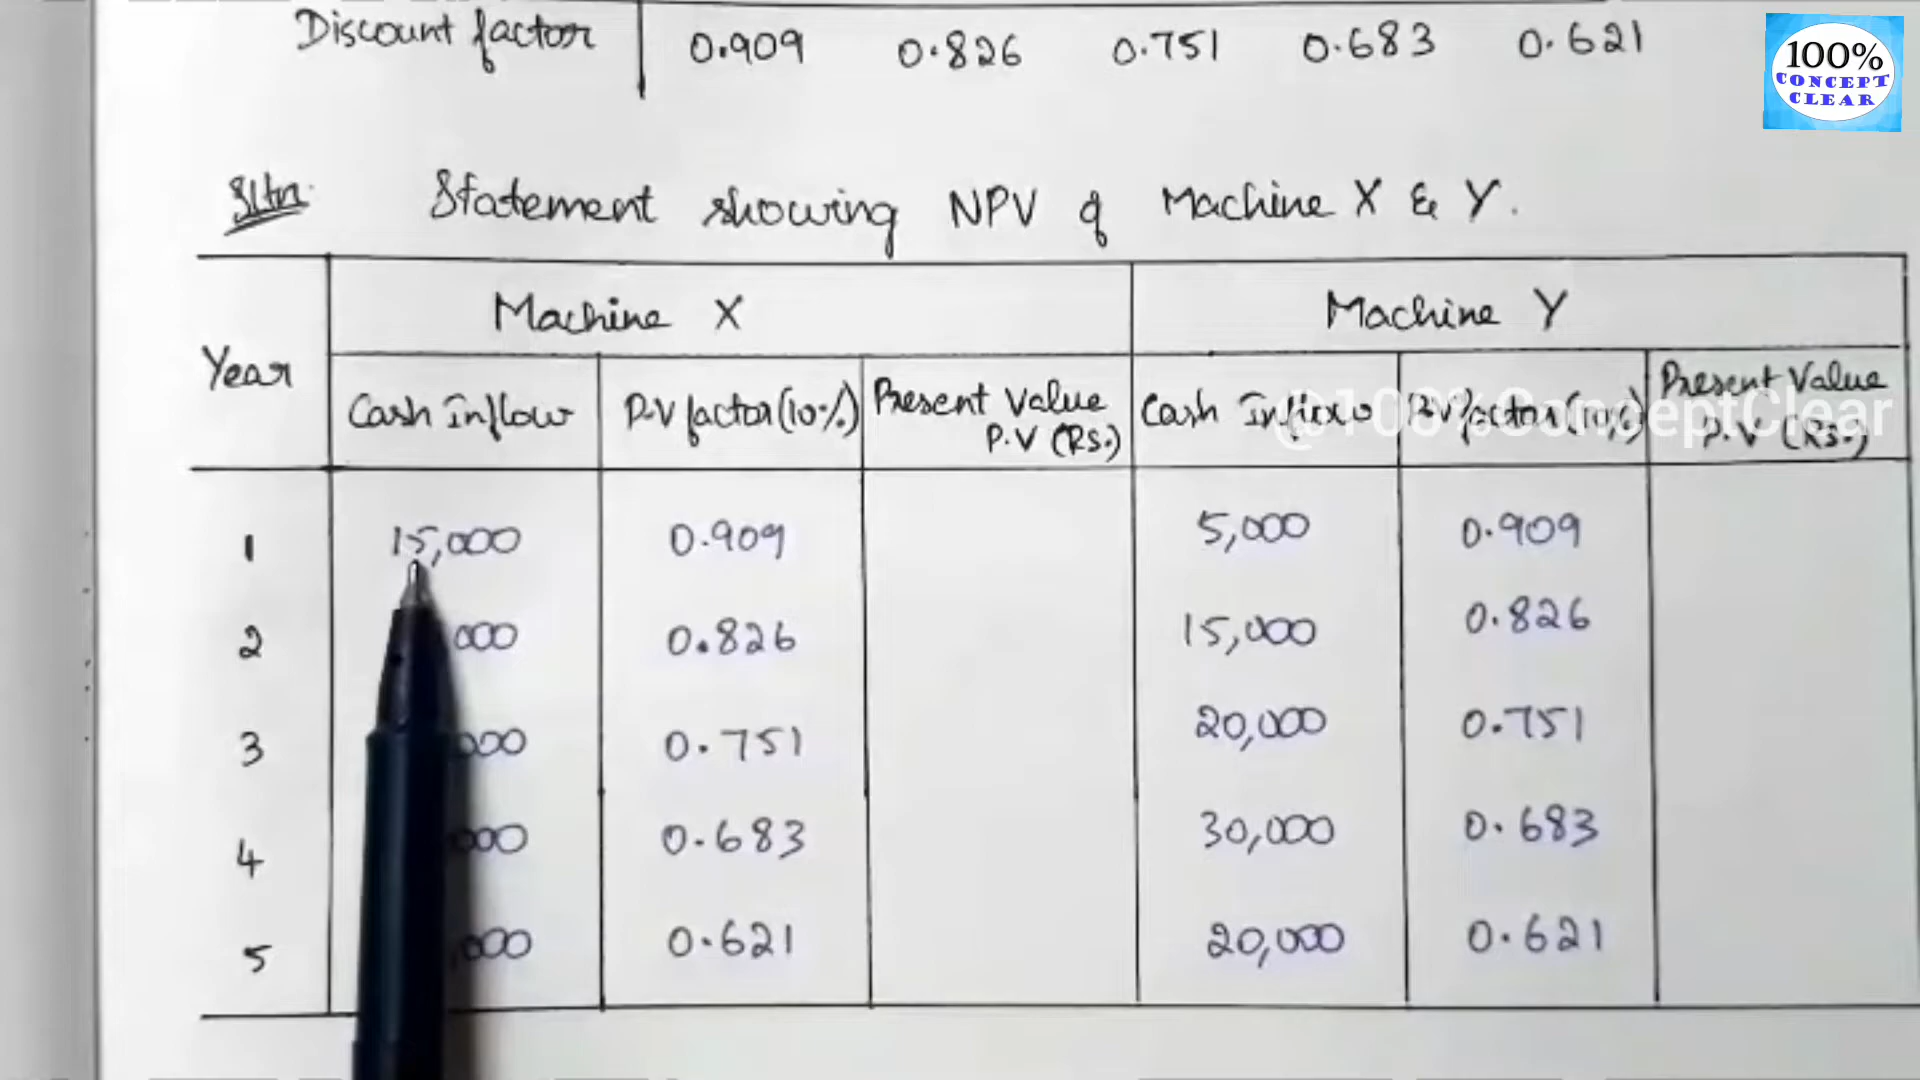 Discount factor 0.909 0.826 0.751 0.683 0.621
100%
CONCEPT
CLEAR
Sltn. Statement showing NPV of Machine X & Y.
Year Machine X Machine Y
Cash Inflow P.V factor (10%) Present Value P.V (Rs.) Cash Inflow P.V factor (10%) Present Value P.V (Rs.)
@100%ConceptClear
1 15,000 0.909 5,000 0.909
2 000 0.826 15,000 0.826
3 000 0.751 20,000 0.751
4 000 0.683 30,000 0.683
5 ,000 0.621 20,000 0.621